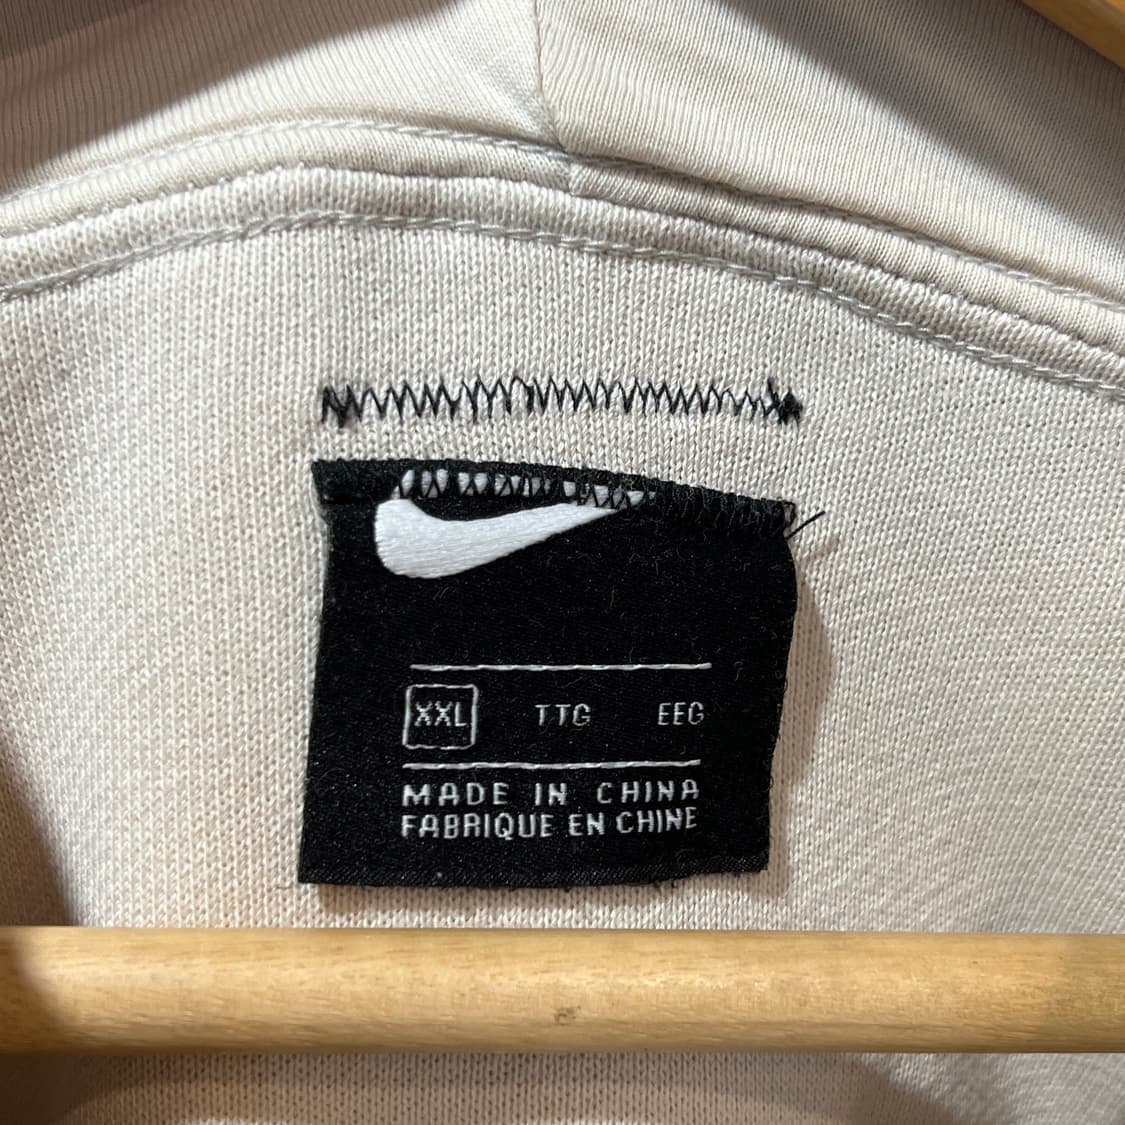 XXL TTG EEG
MADE IN CHINA
FABRIQUE EN CHINE